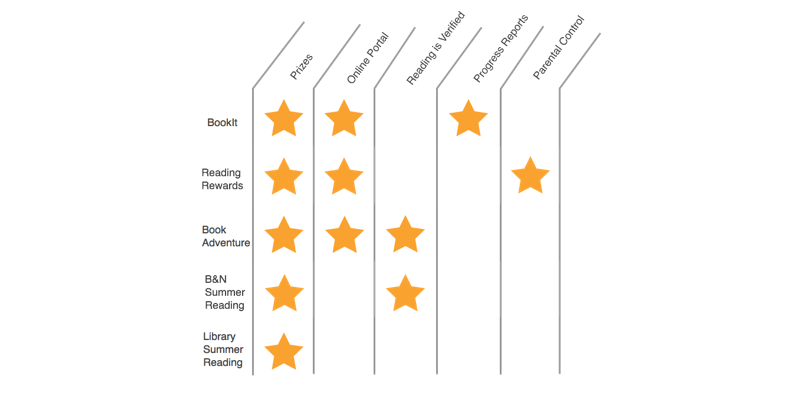 Prizes
Online Portal
Reading is Verified
Progress Reports
Parental Control
BookIt
Reading
Rewards
Book
Adventure
B&N
Summer
Reading
Library
Summer
Reading